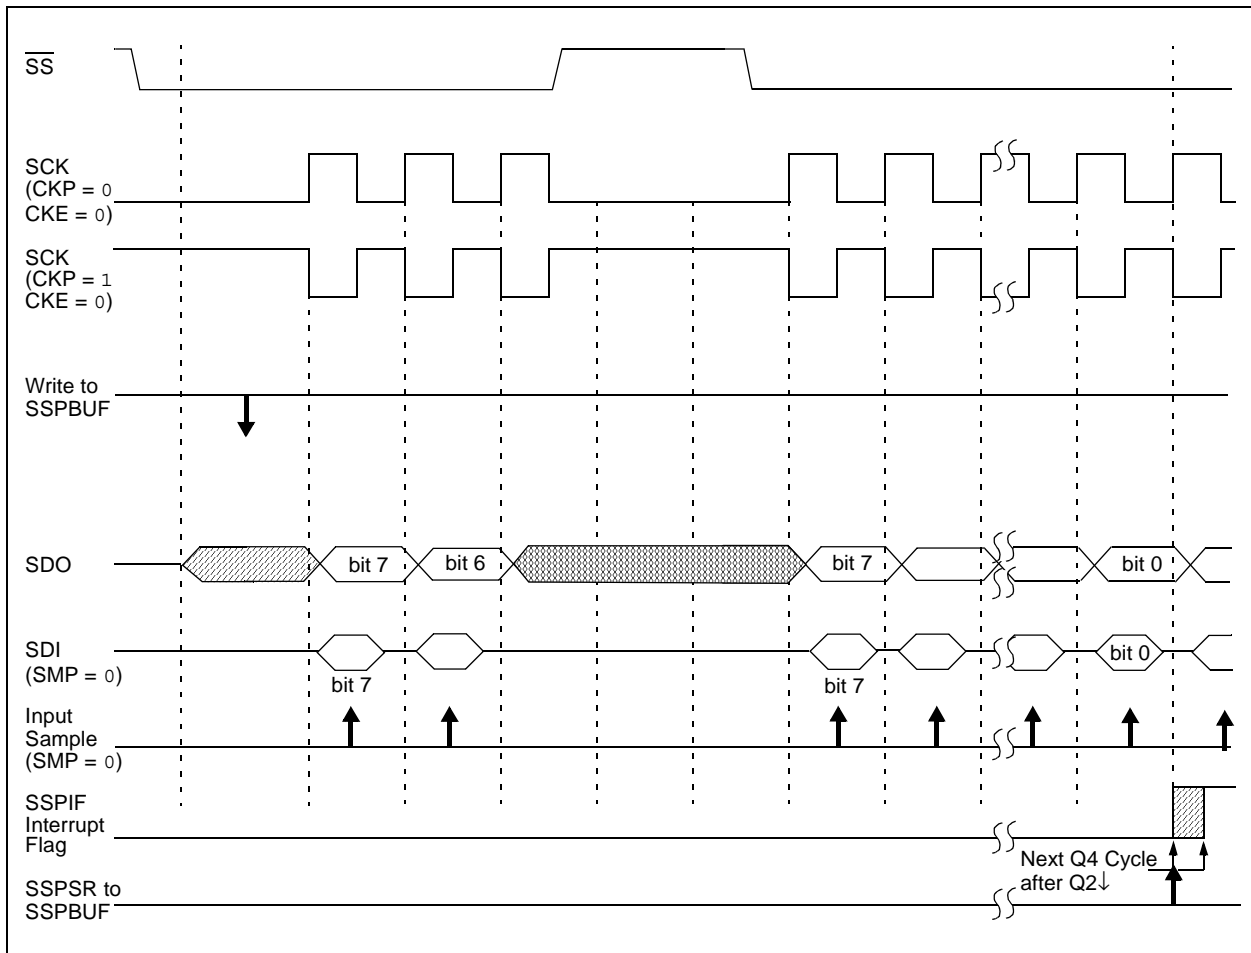 SS
SCK
(CKP = 0
CKE = 0)
SCK
(CKP = 1
CKE = 0)
Write to
SSPBUF
SDO
bit 7
bit 6
bit 7
bit 0
SDI
(SMP = 0)
bit 7
bit 7
bit 0
Input
Sample
(SMP = 0)
SSPIF
Interrupt
Flag
Next Q4 Cycle
after Q2↓
SSPSR to
SSPBUF